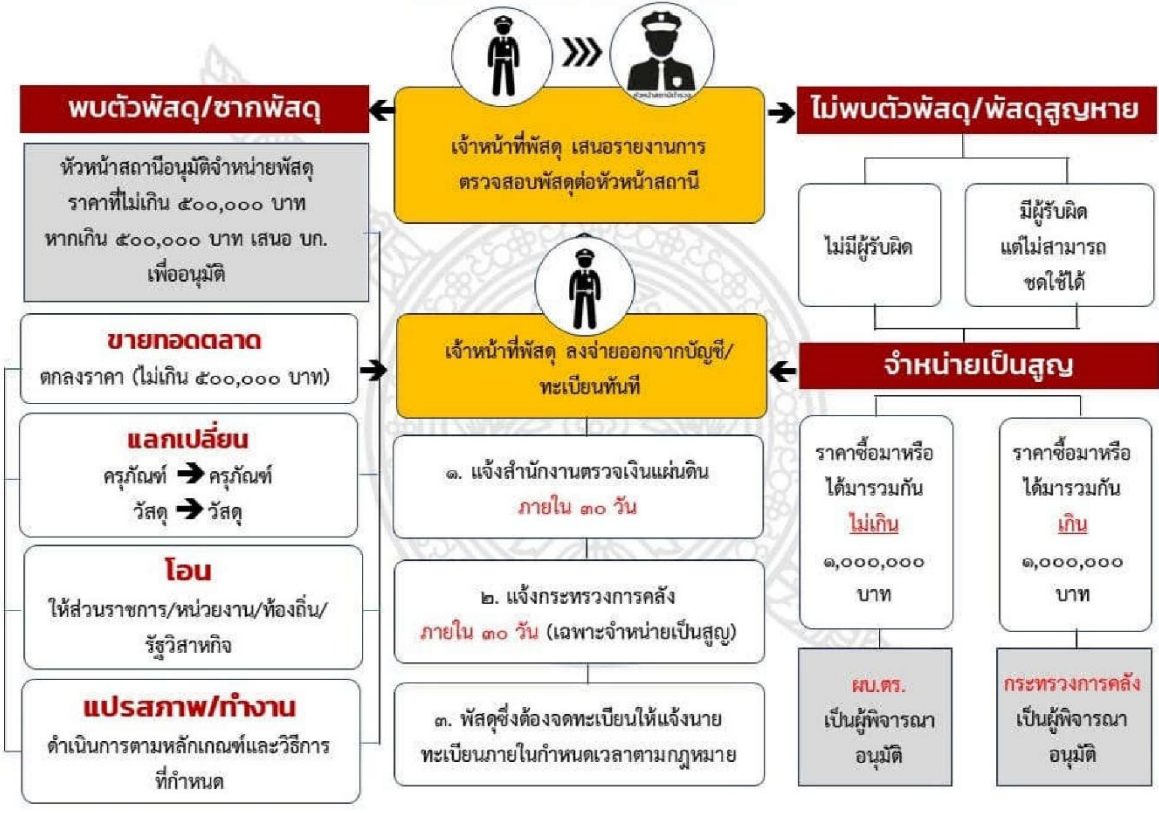 หัวหน้าสถานีตำรวจ
เจ้าหน้าที่พัสดุ เสนอรายงานการ
ตรวจสอบพัสดุต่อหัวหน้าสถานี
พบตัวพัสดุ/ซากพัสดุ
หัวหน้าสถานีอนุมัติจำหน่ายพัสดุ
ราคาที่ไม่เกิน ๕๐๐,๐๐๐ บาท
หากเกิน ๕๐๐,๐๐๐ บาท เสนอ บก.
เพื่ออนุมัติ
ขายทอดตลาด
ตกลงราคา (ไม่เกิน ๕๐๐,๐๐๐ บาท)
แลกเปลี่ยน
ครุภัณฑ์ ➔ ครุภัณฑ์
วัสดุ ➔ วัสดุ
โอน
ให้ส่วนราชการ/หน่วยงาน/ท้องถิ่น/
รัฐวิสาหกิจ
แปรสภาพ/ทำงาน
ดำเนินการตามหลักเกณฑ์และวิธีการ
ที่กำหนด
เจ้าหน้าที่พัสดุ ลงจ่ายออกจากบัญชี/
ทะเบียนทันที
๑. แจ้งสำนักงานตรวจเงินแผ่นดิน
ภายใน ๓๐ วัน
๒. แจ้งกระทรวงการคลัง
ภายใน ๓๐ วัน (เฉพาะจำหน่ายเป็นสูญ)
๓. พัสดุซึ่งต้องจดทะเบียนให้แจ้งนาย
ทะเบียนภายในกำหนดเวลาตามกฎหมาย
ไม่พบตัวพัสดุ/พัสดุสูญหาย
ไม่มีผู้รับผิด
มีผู้รับผิด
แต่ไม่สามารถ
ชดใช้ได้
จำหน่ายเป็นสูญ
ราคาซื้อมาหรือ
ได้มารวมกัน
ไม่เกิน
๑,๐๐๐,๐๐๐
บาท
ผบ.ตร.
เป็นผู้พิจารณา
อนุมัติ
ราคาซื้อมาหรือ
ได้มารวมกัน
เกิน
๑,๐๐๐,๐๐๐
บาท
กระทรวงการคลัง
เป็นผู้พิจารณา
อนุมัติ